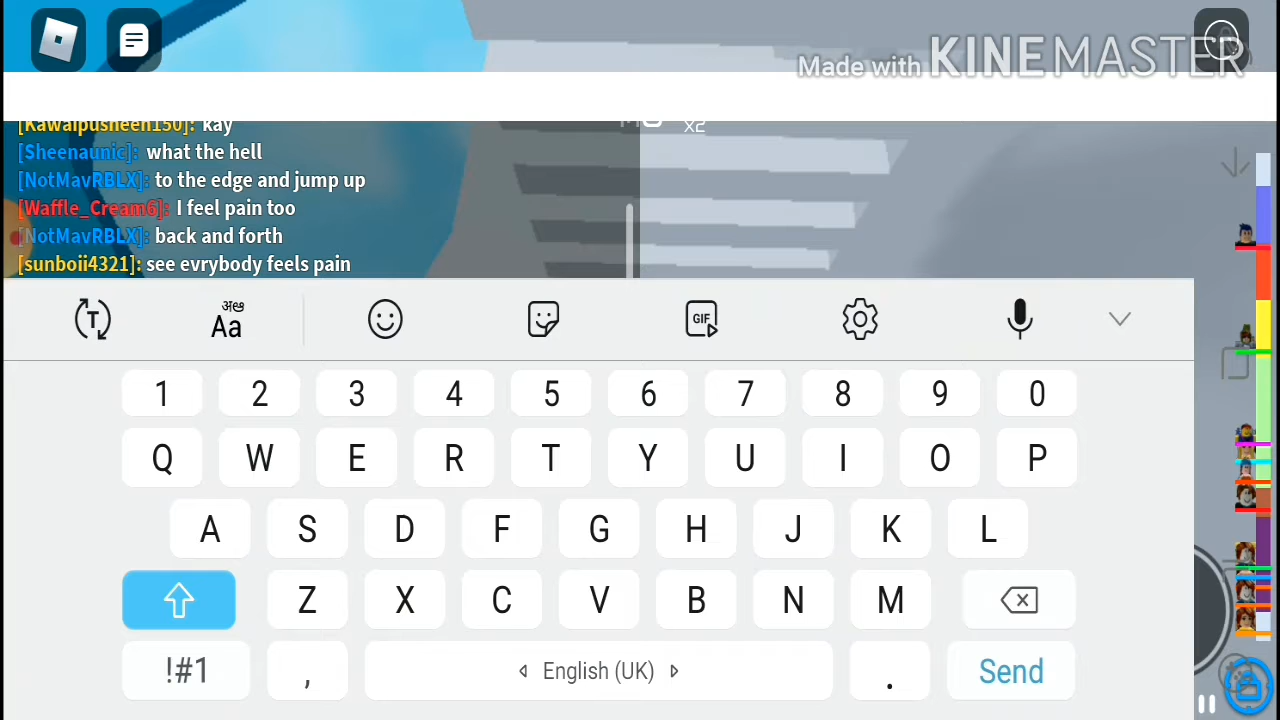 Made with KINEMASTER
[Kawaipusheen150]: kay
x2
[Sheenaunic]: what the hell
[NotMavRBLX]: to the edge and jump up
[Waffle_Cream6]: I feel pain too
[NotMavRBLX]: back and forth
[sunboii4321]: see evrybody feels pain
T अआ Aa GIF
1 2 3 4 5 6 7 8 9 0
Q W E R T Y U I O P
A S D F G H J K L
Z X C V B N M
!#1 , English (UK) . Send